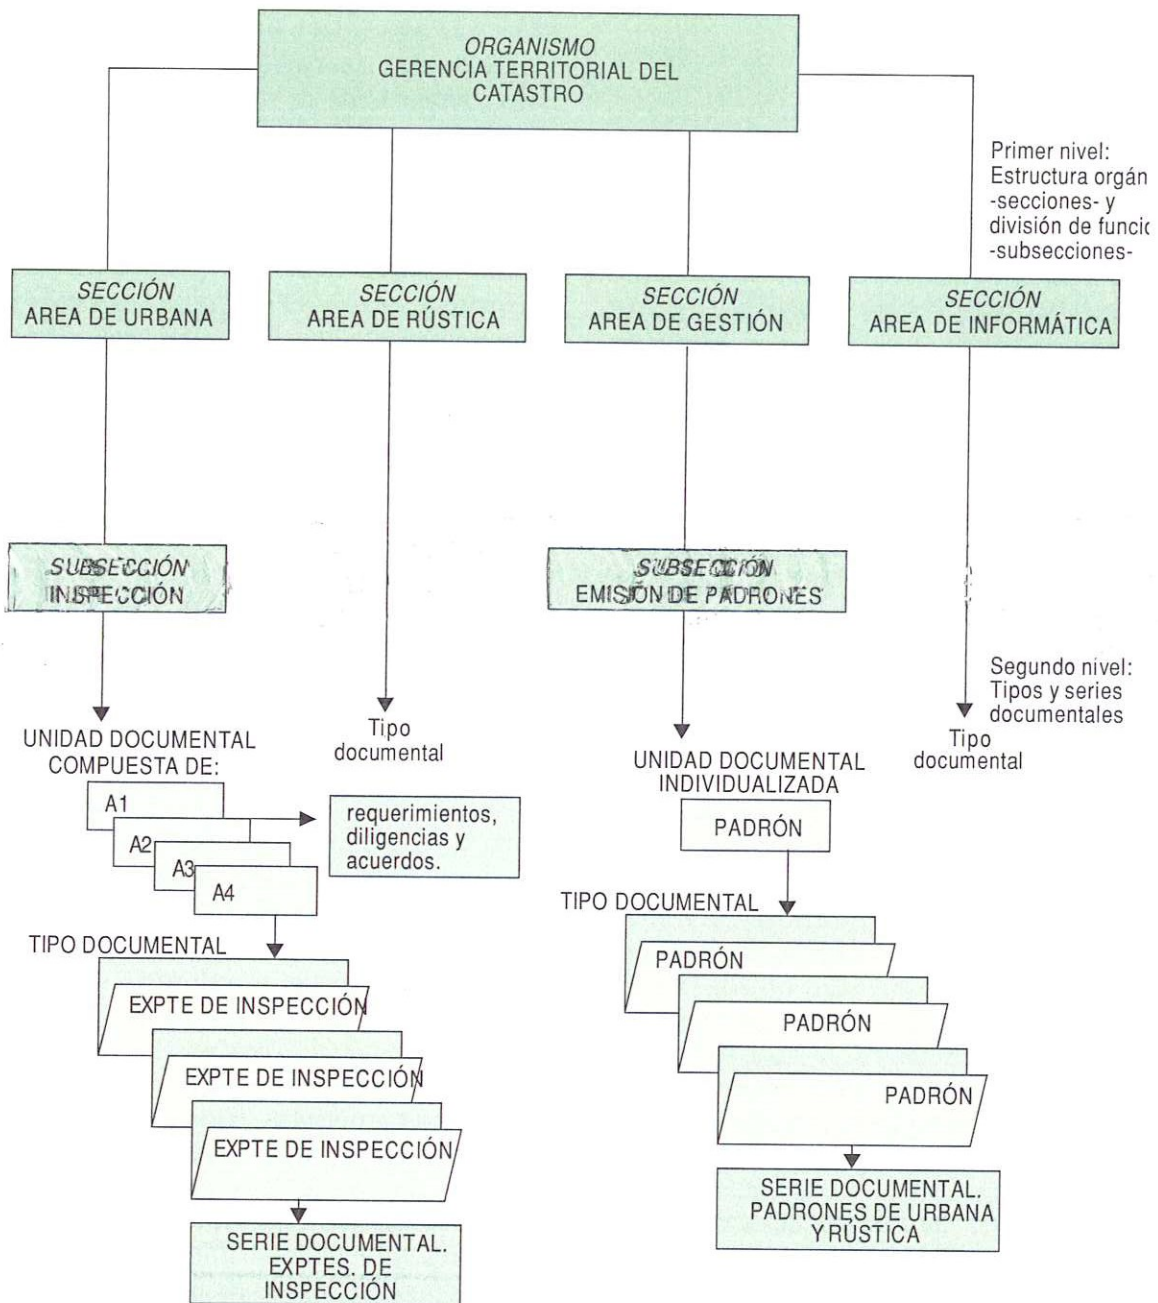 ORGANISMO
GERENCIA TERRITORIAL DEL
CATASTRO
Primer nivel:
Estructura orgán
-secciones- y
división de funcio
-subsecciones-
SECCIÓN
AREA DE URBANA
SECCIÓN
AREA DE RÚSTICA
SECCIÓN
AREA DE GESTIÓN
SECCIÓN
AREA DE INFORMÁTICA
SUBSECCIÓN
INSPECCIÓN
SUBSECCIÓN
EMISIÓN DE PADRONES
Segundo nivel:
Tipos y series
documentales
UNIDAD DOCUMENTAL
COMPUESTA DE:
Tipo
documental
UNIDAD DOCUMENTAL
INDIVIDUALIZADA
Tipo
documental
A1
A2
A3
A4
requerimientos,
diligencias y
acuerdos.
PADRÓN
TIPO DOCUMENTAL
EXPTE DE INSPECCIÓN
EXPTE DE INSPECCIÓN
EXPTE DE INSPECCIÓN
SERIE DOCUMENTAL.
EXPTES. DE
INSPECCIÓN
TIPO DOCUMENTAL
PADRÓN
PADRÓN
PADRÓN
SERIE DOCUMENTAL.
PADRONES DE URBANA
Y RÚSTICA